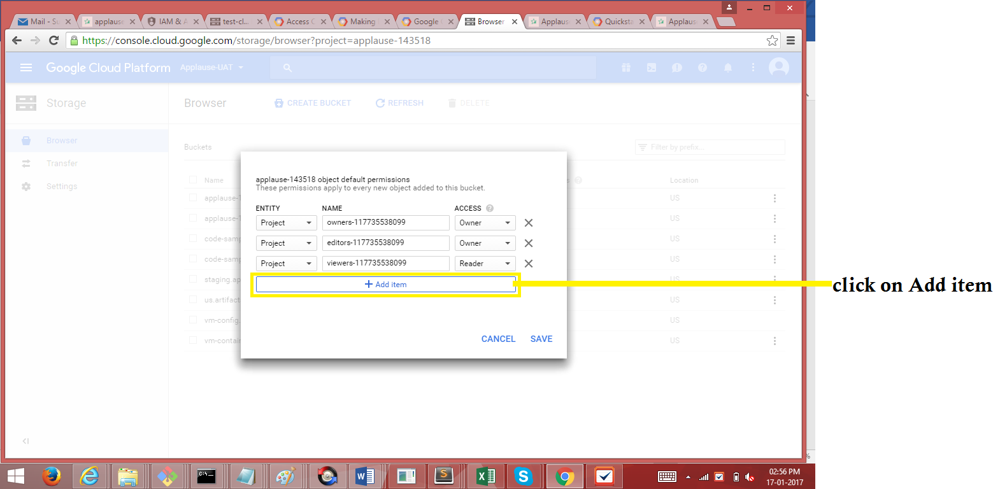 Mail - Su
applause
IAM & A
test-cl...
Access C
Making
Google
Browser
Applaus
Quicksta
Applaus
https://console.cloud.google.com/storage/browser?project=applause-143518
Google Cloud Platform
Applause-UAT
Storage
Browser
CREATE BUCKET
REFRESH
DELETE
Browser
Transfer
Settings
Buckets
Filter by prefix...
Name
Location
applause-1
US
applause-1
US
code-samp
US
code-samp
US
staging.ap
US
us.artifact
US
vm-config.
US
vm-contain
US
applause-143518 object default permissions
These permissions apply to every new object added to this bucket.
ENTITY NAME ACCESS
Project owners-117735538099 Owner
Project editors-117735538099 Owner
Project viewers-117735538099 Reader
+ Add item
CANCEL SAVE
click on Add item
02:56 PM
17-01-2017